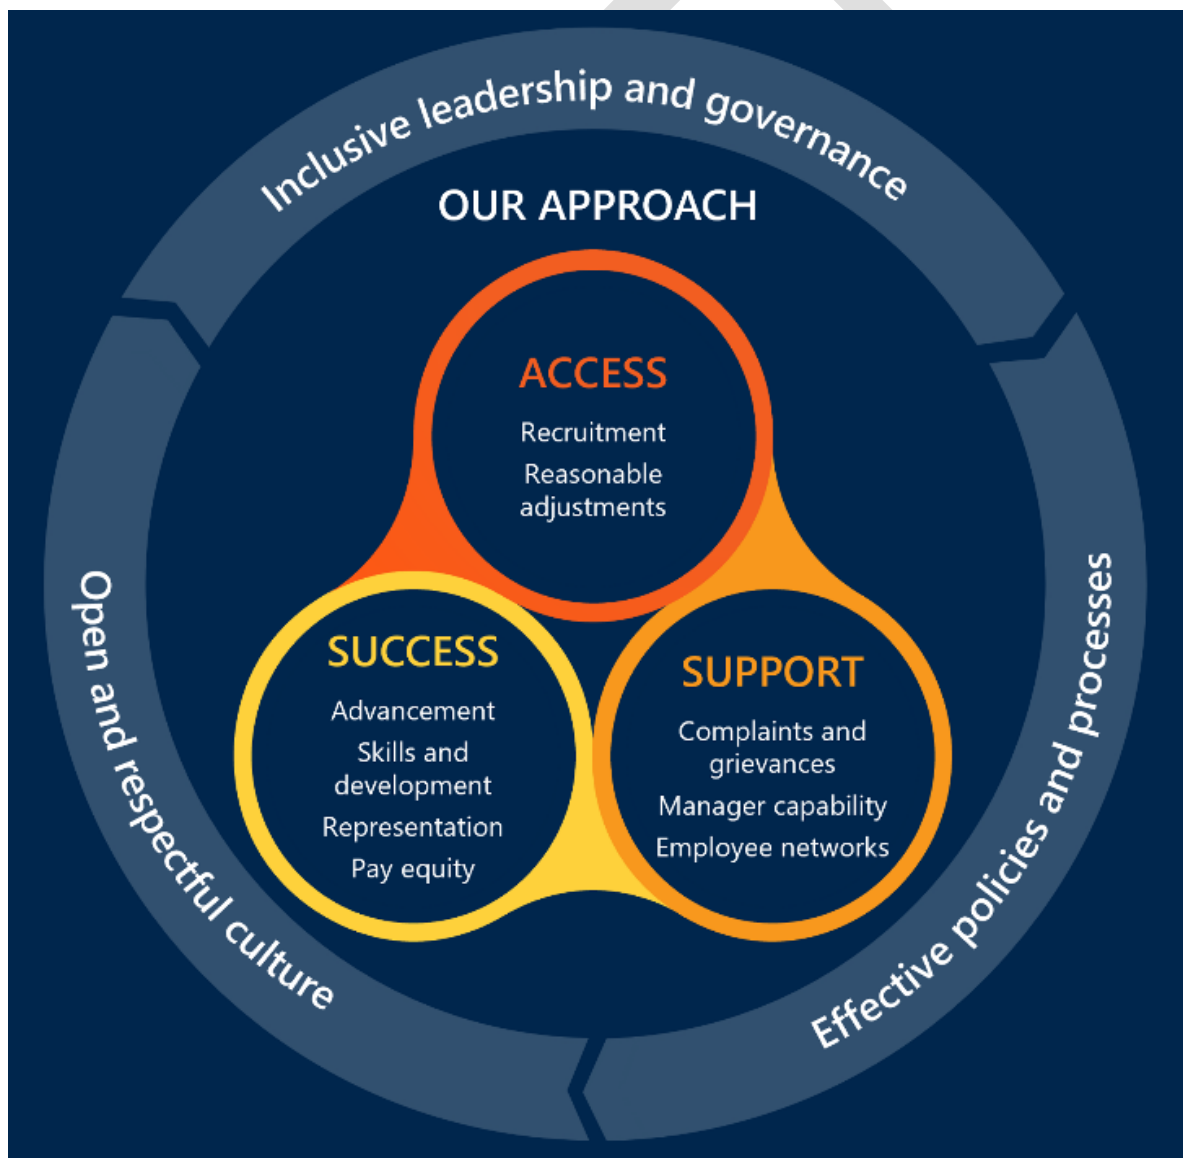 Inclusive leadership and governance
OUR APPROACH
ACCESS
Recruitment
Reasonable
adjustments
SUCCESS
Advancement
Skills and
development
Representation
Pay equity
SUPPORT
Complaints and
grievances
Manager capability
Employee networks
Open and respectful culture
Effective policies and processes